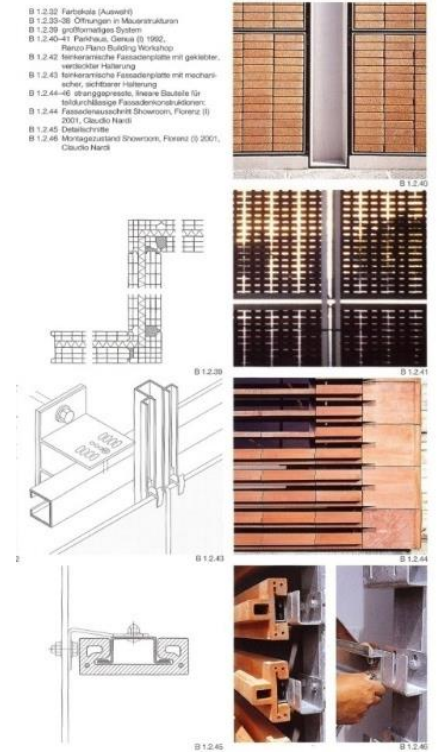 B 1.2.32 Farbskala (Auswahl)
B 1.2.33–38 Öffnungen in Mauerstrukturen
B 1.2.39 großformatiges System
B 1.2.40–41 Parkhaus, Genua (I) 1992,
Renzo Piano Building Workshop
B 1.2.42 feinkeramische Fassadenplatte mit geklebter,
verdeckter Halterung
B 1.2.43 feinkeramische Fassadenplatte mit mechani-
scher, sichtbarer Halterung
B 1.2.44–46 stranggepresste, lineare Bauteile für
teildurchlässige Fassadenkonstruktionen:
B 1.2.44 Fassadenausschnitt Showroom, Florenz (I)
2001, Claudio Nardi
B 1.2.45 Detailschnitte
B 1.2.46 Montagezustand Showroom, Florenz (I) 2001,
Claudio Nardi
B 1.2.40
B 1.2.39
B 1.2.41
2
B 1.2.43
B 1.2.44
B 1.2.45
B 1.2.46